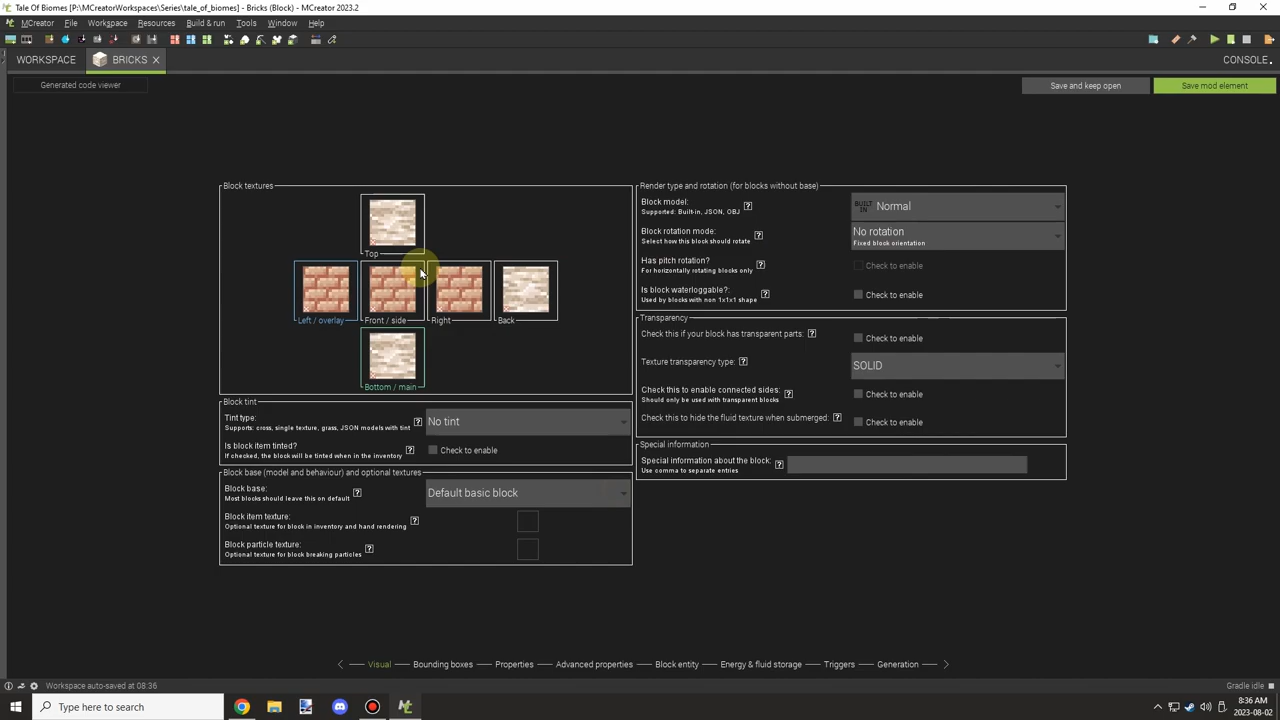 Tale Of Biomes [P:\MCreatorWorkspaces\Series\tale_of_biomes] - Bricks (Block) - MCreator 2023.2
MCreator File Workspace Resources Build & run Tools Window Help
WORKSPACE BRICKS CONSOLE
Generated code viewer Save and keep open Save mod element
Block textures
Top
Left / overlay Front / side Right Back
Bottom / main
Block tint
Tint type: ? No tint
Supports: cross, single texture, grass, JSON models with tint
Is block item tinted? ? Check to enable
If checked, the block will be tinted when in the inventory
Block base (model and behaviour) and optional textures
Block base: ? Default basic block
Most blocks should leave this on default
Block item texture: ?
Optional texture for block in inventory and hand rendering
Block particle texture: ?
Optional texture for block breaking particles
Render type and rotation (for blocks without base)
Block model: ? BUILT IN Normal
Supported: Built-in, JSON, OBJ
Block rotation mode: ? No rotation
Select how this block should rotate Fixed block orientation
Has pitch rotation? ? Check to enable
For horizontally rotating blocks only
Is block waterloggable?: ? Check to enable
Used by blocks with non 1x1x1 shape
Transparency
Check this if your block has transparent parts: ? Check to enable
Texture transparency type: ? SOLID
Check this to enable connected sides: ? Check to enable
Should only be used with transparent blocks
Check this to hide the fluid texture when submerged: ? Check to enable
Special information
Special information about the block: ?
Use comma to separate entries
Visual Bounding boxes Properties Advanced properties Block entity Energy & fluid storage Triggers Generation
Workspace auto-saved at 08:36 Gradle idle
Type here to search
8:36 AM
2023-08-02